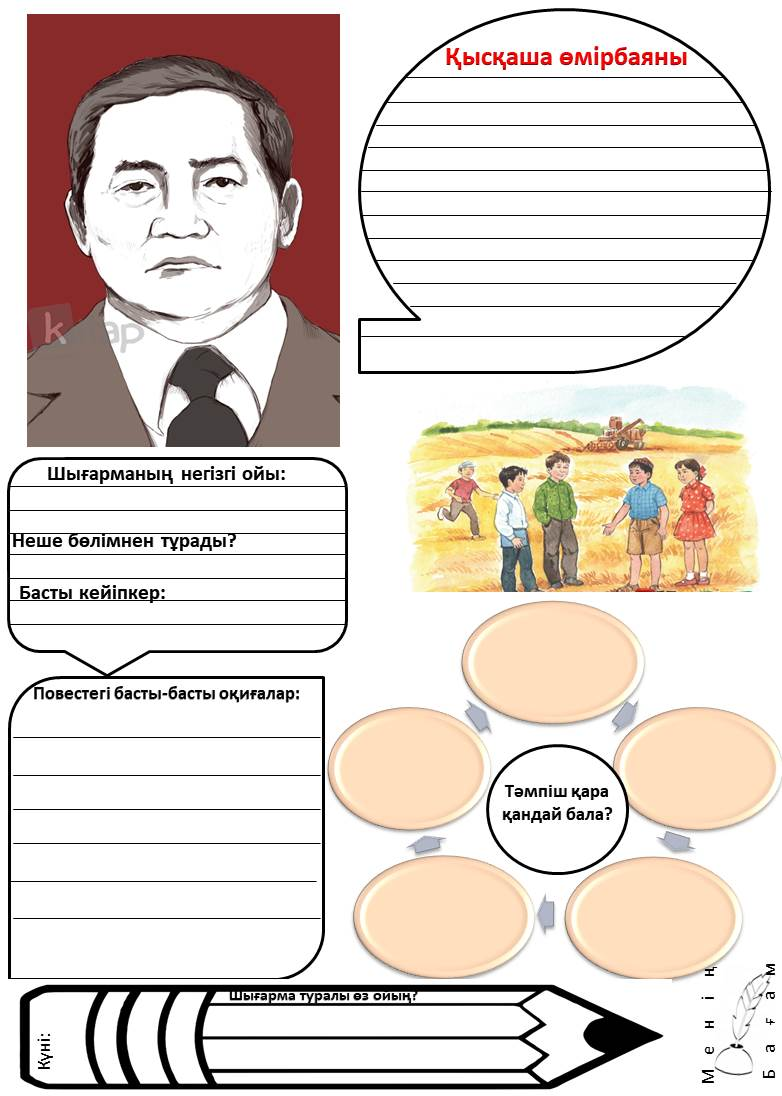 Қысқаша өмірбаяны
Шығарманың негізгі ойы:
Неше бөлімнен тұрады?
Басты кейіпкер:
Повестегі басты-басты оқиғалар:
Тәмпіш қара
қандай бала?
Шығарма туралы өз ойың?
Күні:
Менің
Бағам